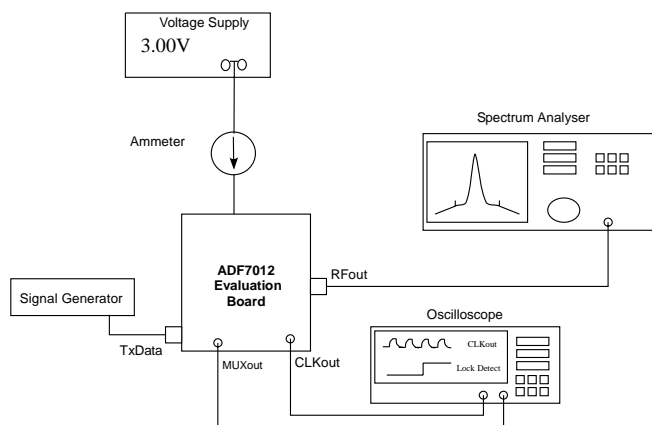 Voltage Supply
3.00V
Ammeter
Spectrum Analyser
ADF7012
Evaluation
Board
RFout
Signal Generator
TxData
MUXout
CLKout
Oscilloscope
CLKout
Lock Detect